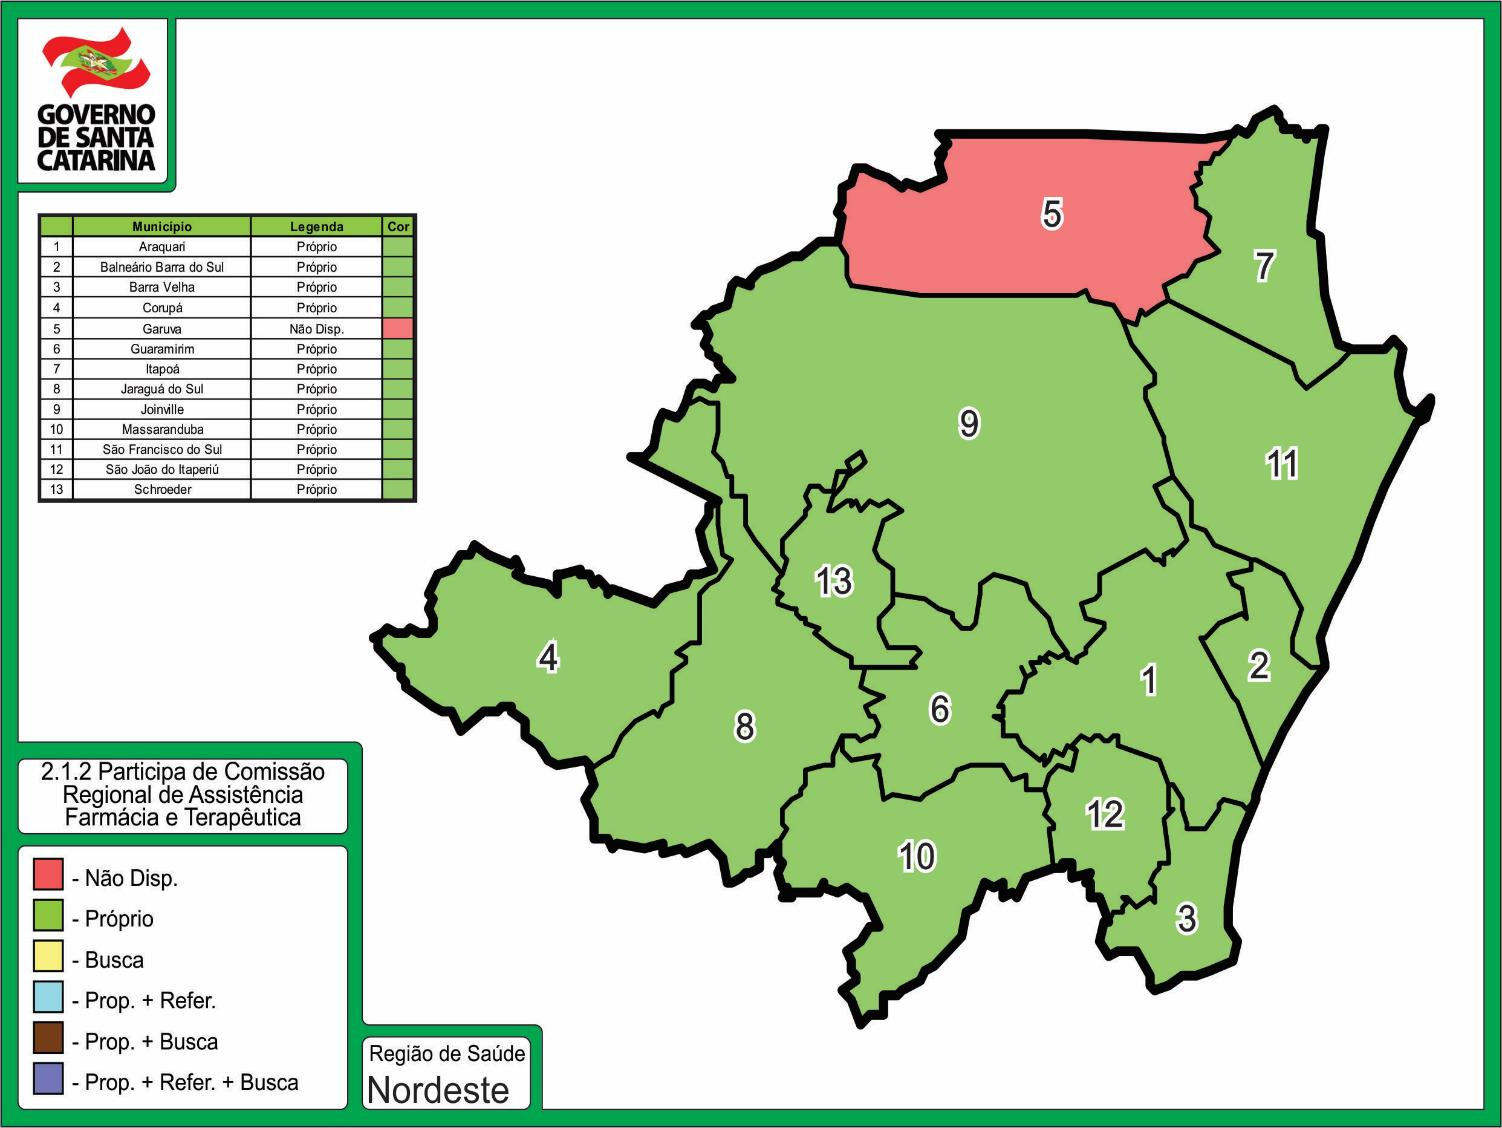 GOVERNO
DE SANTA
CATARINA
Município Legenda Cor
1 Araquari Próprio
2 Balneário Barra do Sul Próprio
3 Barra Velha Próprio
4 Corupá Próprio
5 Garuva Não Disp.
6 Guaramirim Próprio
7 Itapoá Próprio
8 Jaraguá do Sul Próprio
9 Joinville Próprio
10 Massaranduba Próprio
11 São Francisco do Sul Próprio
12 São João do Itaperiú Próprio
13 Schroeder Próprio
5
7
9
11
13
4
2
1
6
8
12
10
3
2.1.2 Participa de Comissão
Regional de Assistência
Farmácia e Terapêutica
- Não Disp.
- Próprio
- Busca
- Prop. + Refer.
- Prop. + Busca
- Prop. + Refer. + Busca
Região de Saúde
Nordeste